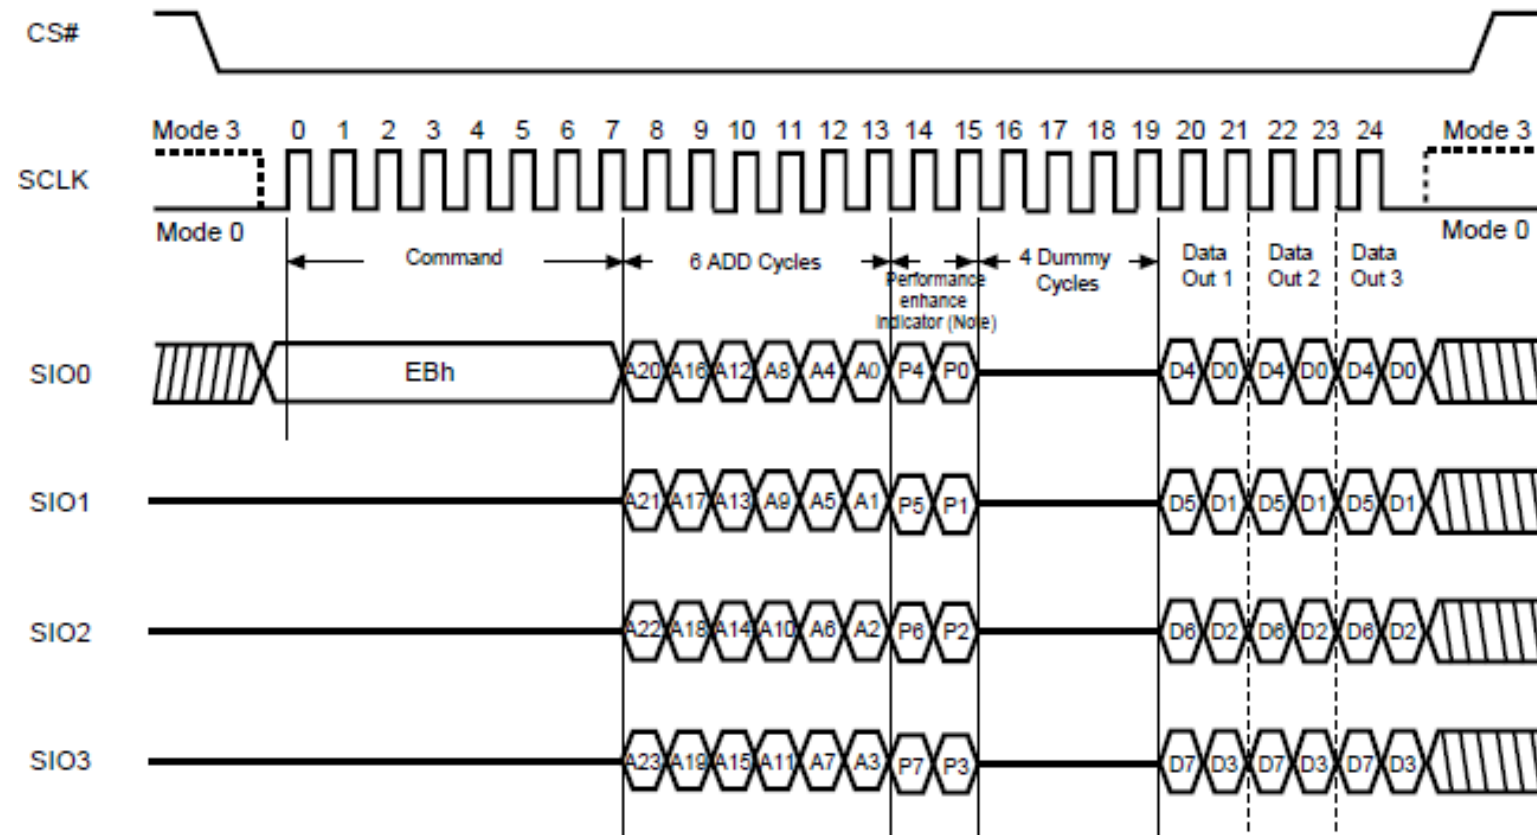 CS#
Mode 3 0 1 2 3 4 5 6 7 8 9 10 11 12 13 14 15 16 17 18 19 20 21 22 23 24 Mode 3
SCLK
Mode 0 Mode 0
Command 6 ADD Cycles 4 Dummy Cycles Data Out 1 Data Out 2 Data Out 3
Performance
enhance
indicator (Note)
SIO0 EBh A20 A16 A12 A8 A4 A0 P4 P0 D4 D0 D4 D0 D4 D0
SIO1 A21 A17 A13 A9 A5 A1 P5 P1 D5 D1 D5 D1 D5 D1
SIO2 A22 A18 A14 A10 A6 A2 P6 P2 D6 D2 D6 D2 D6 D2
SIO3 A23 A19 A15 A11 A7 A3 P7 P3 D7 D3 D7 D3 D7 D3